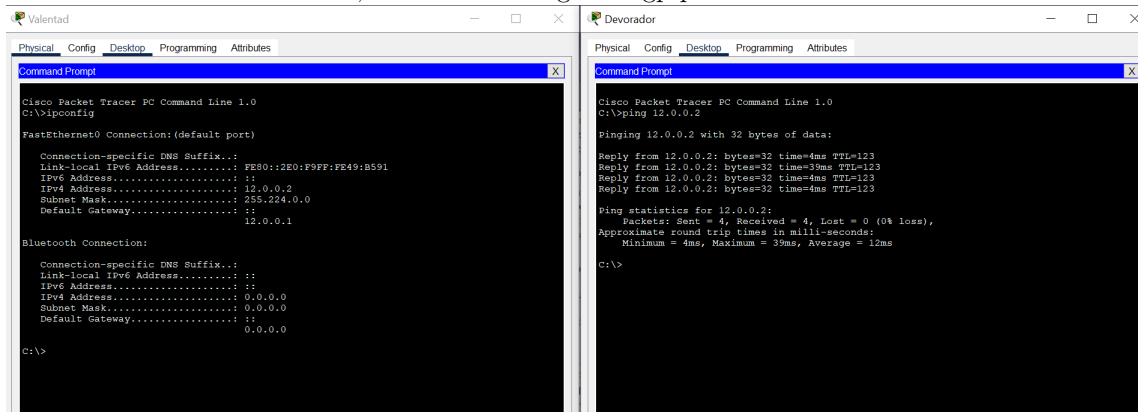 Valentad
Physical Config Desktop Programming Attributes
Command Prompt
X
Cisco Packet Tracer PC Command Line 1.0
C:\>ipconfig
FastEthernet0 Connection:(default port)
Connection-specific DNS Suffix..:
Link-local IPv6 Address.........: FE80::2E0:F9FF:FE49:B591
IPv6 Address....................: ::
IPv4 Address....................: 12.0.0.2
Subnet Mask.....................: 255.224.0.0
Default Gateway.................: ::
12.0.0.1
Bluetooth Connection:
Connection-specific DNS Suffix..:
Link-local IPv6 Address.........: ::
IPv6 Address....................: ::
IPv4 Address....................: 0.0.0.0
Subnet Mask.....................: 0.0.0.0
Default Gateway.................: ::
0.0.0.0
C:\>
Devorador
Physical Config Desktop Programming Attributes
Command Prompt
X
Cisco Packet Tracer PC Command Line 1.0
C:\>ping 12.0.0.2
Pinging 12.0.0.2 with 32 bytes of data:
Reply from 12.0.0.2: bytes=32 time=4ms TTL=123
Reply from 12.0.0.2: bytes=32 time=39ms TTL=123
Reply from 12.0.0.2: bytes=32 time=4ms TTL=123
Reply from 12.0.0.2: bytes=32 time=4ms TTL=123
Ping statistics for 12.0.0.2:
Packets: Sent = 4, Received = 4, Lost = 0 (0% loss),
Approximate round trip times in milli-seconds:
Minimum = 4ms, Maximum = 39ms, Average = 12ms
C:\>